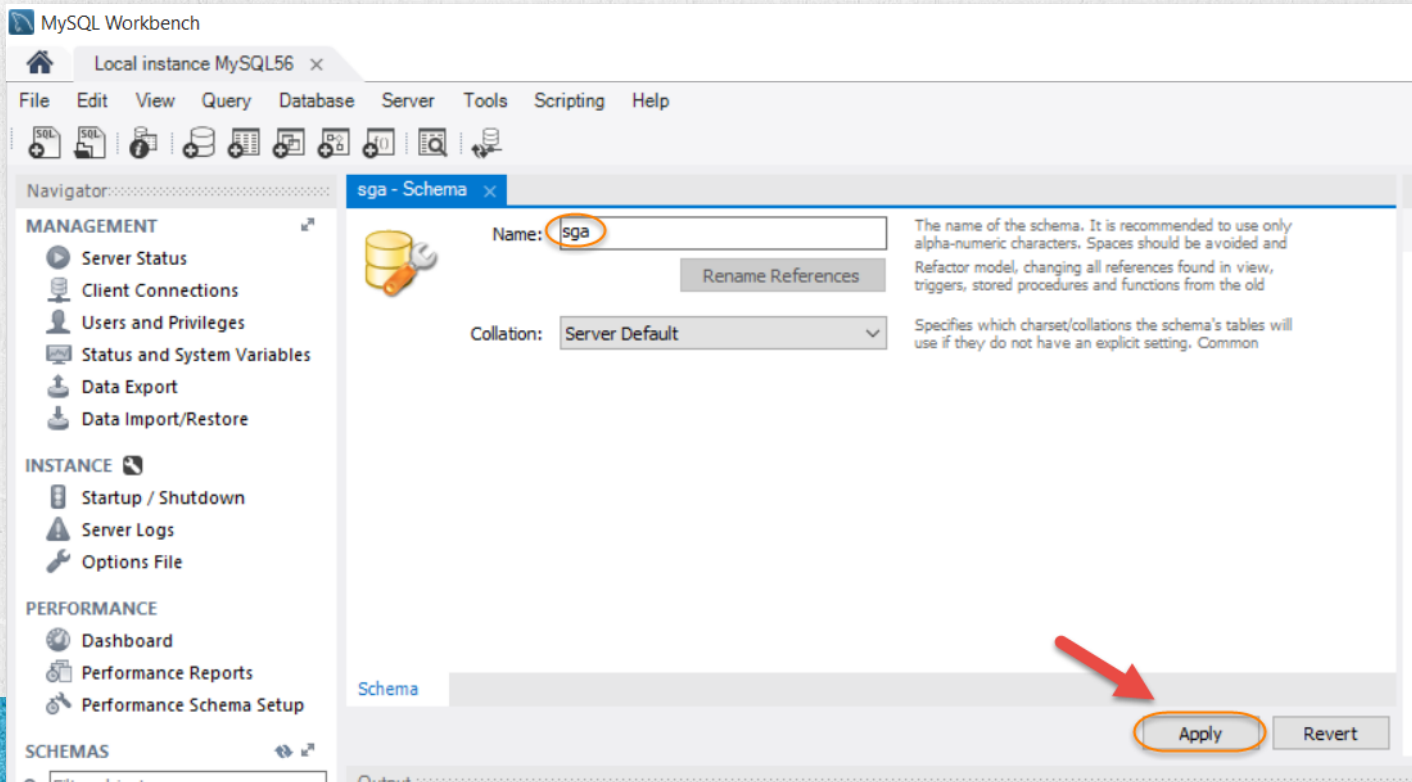 MySQL Workbench
Local instance MySQL56
File Edit View Query Database Server Tools Scripting Help
SQL SQL
Navigator
MANAGEMENT
Server Status
Client Connections
Users and Privileges
Status and System Variables
Data Export
Data Import/Restore
INSTANCE
Startup / Shutdown
Server Logs
Options File
PERFORMANCE
Dashboard
Performance Reports
Performance Schema Setup
SCHEMAS
sga - Schema
Name: sga
The name of the schema. It is recommended to use only
alpha-numeric characters. Spaces should be avoided and
Rename References
Refactor model, changing all references found in view,
triggers, stored procedures and functions from the old
Collation: Server Default
Specifies which charset/collations the schema's tables will
use if they do not have an explicit setting. Common
Schema
Apply Revert